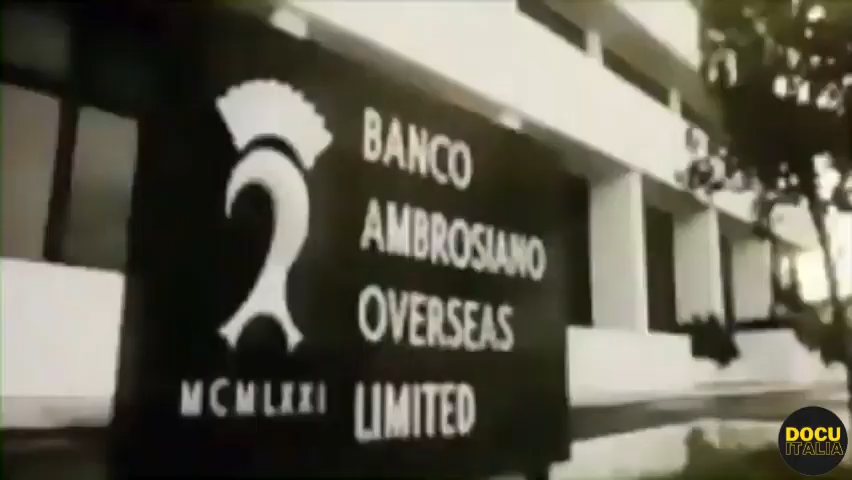 BANCO
AMBROSIANO
OVERSEAS
LIMITED
MCMLXXI
DOCU
ITALIA